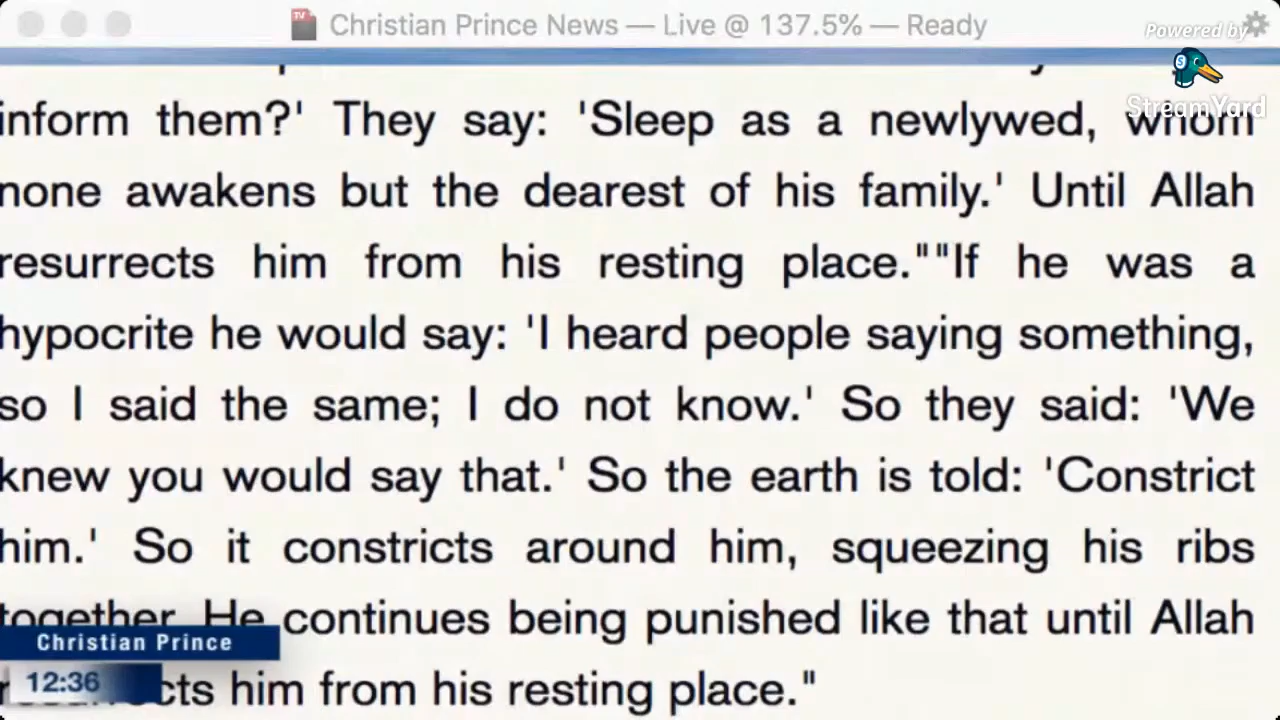 TV
Christian Prince News — Live @ 137.5% — Ready
Powered by
StreamYard
inform them?' They say: 'Sleep as a newlywed, whom
none awakens but the dearest of his family.' Until Allah
resurrects him from his resting place.""If he was a
hypocrite he would say: 'I heard people saying something,
so I said the same; I do not know.' So they said: 'We
knew you would say that.' So the earth is told: 'Constrict
him.' So it constricts around him, squeezing his ribs
together. He continues being punished like that until Allah
him from his resting place."
Christian Prince
12:36